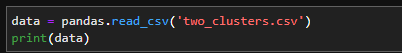 data = pandas.read_csv('two_clusters.csv')
print(data)